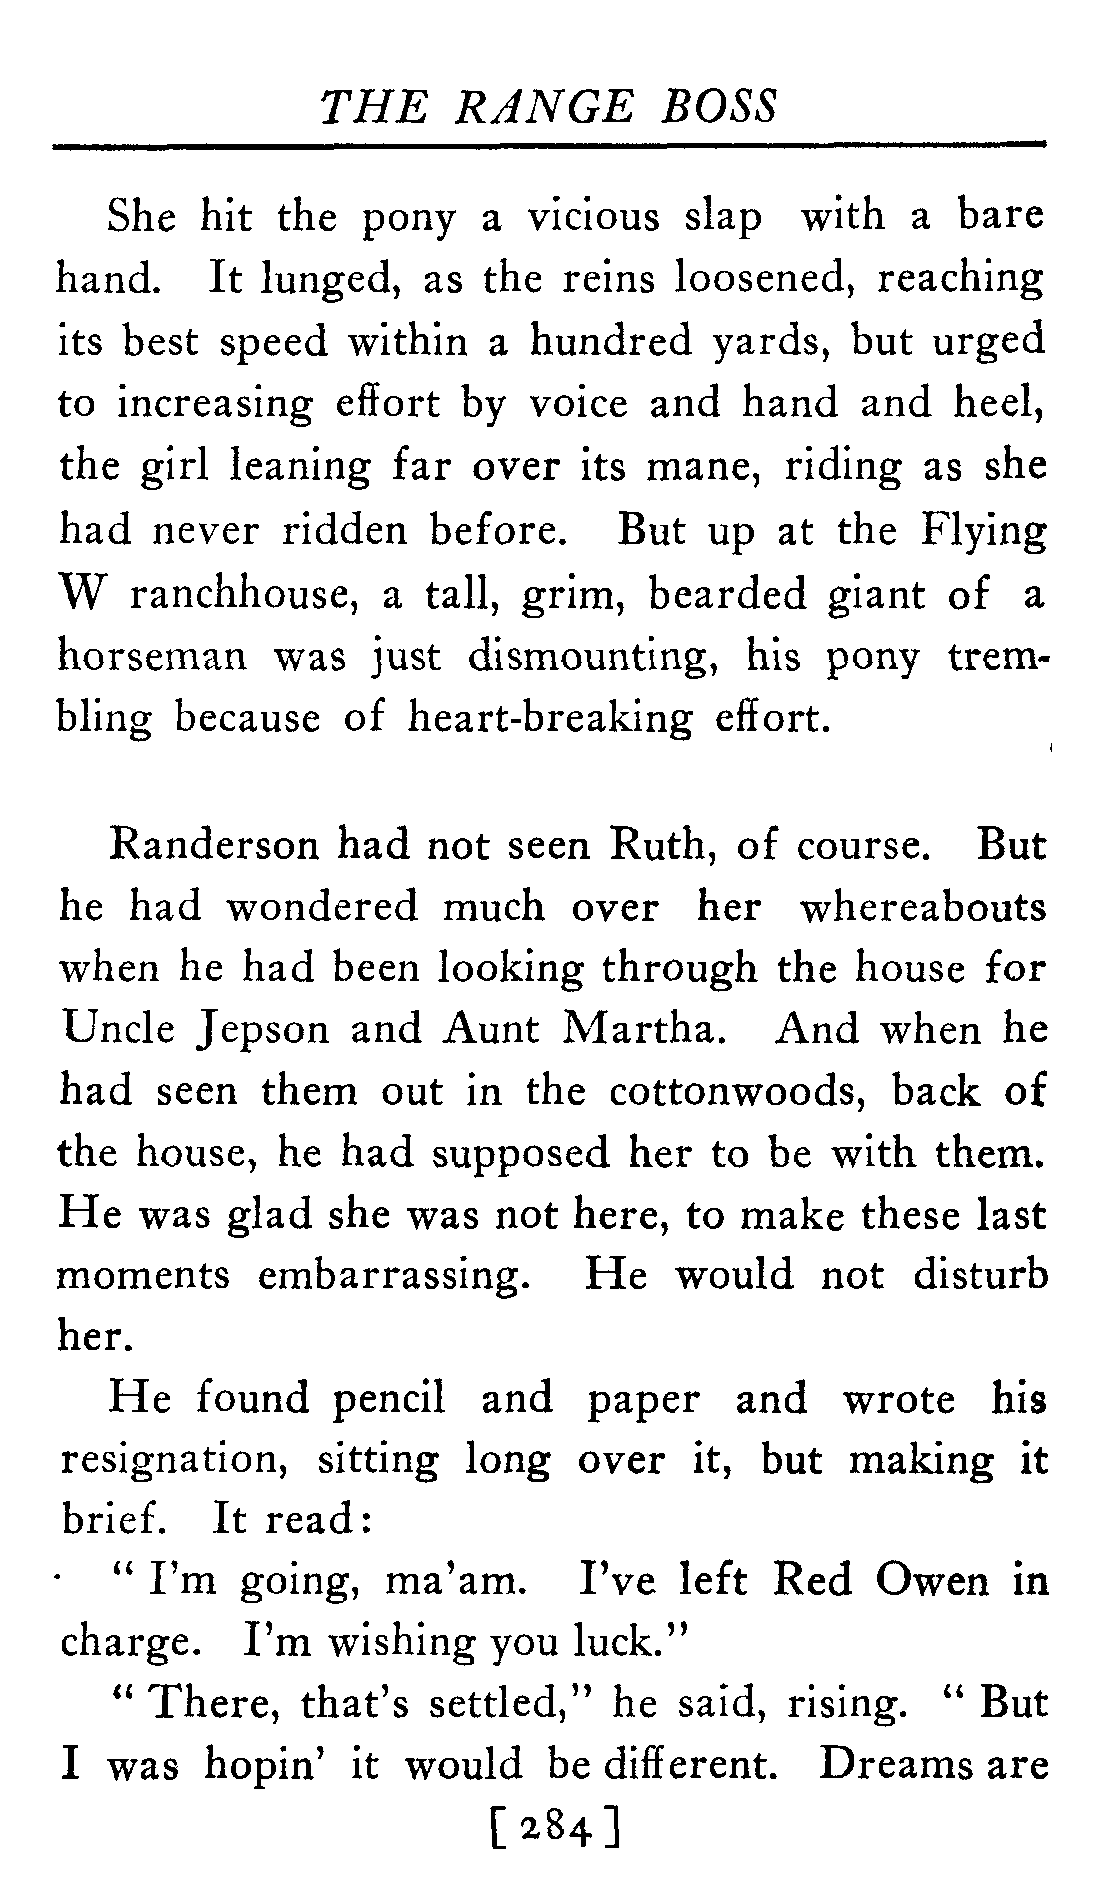 THE RANGE BOSS
She hit the pony a vicious slap with a bare
hand. It lunged, as the reins loosened, reaching
its best speed within a hundred yards, but urged
to increasing effort by voice and hand and heel,
the girl leaning far over its mane, riding as she
had never ridden before. But up at the Flying
W ranchhouse, a tall, grim, bearded giant of a
horseman was just dismounting, his pony trem-
bling because of heart-breaking effort.
Randerson had not seen Ruth, of course. But
he had wondered much over her whereabouts
when he had been looking through the house for
Uncle Jepson and Aunt Martha. And when he
had seen them out in the cottonwoods, back of
the house, he had supposed her to be with them.
He was glad she was not here, to make these last
moments embarrassing. He would not disturb
her.
He found pencil and paper and wrote his
resignation, sitting long over it, but making it
brief. It read:
“ I'm going, ma'am. I've left Red Owen in
charge. I'm wishing you luck.”
“ There, that's settled,” he said, rising. “ But
I was hopin' it would be different. Dreams are
[ 284 ]